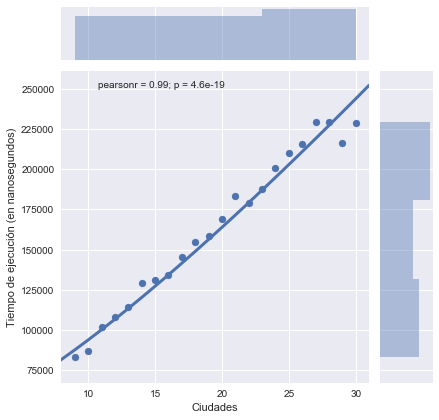 pearsonr = 0.99; p = 4.6e-19
250000
225000
200000
175000
150000
125000
100000
75000
Tiempo de ejecución (en nanosegundos)
10 15 20 25 30
Ciudades